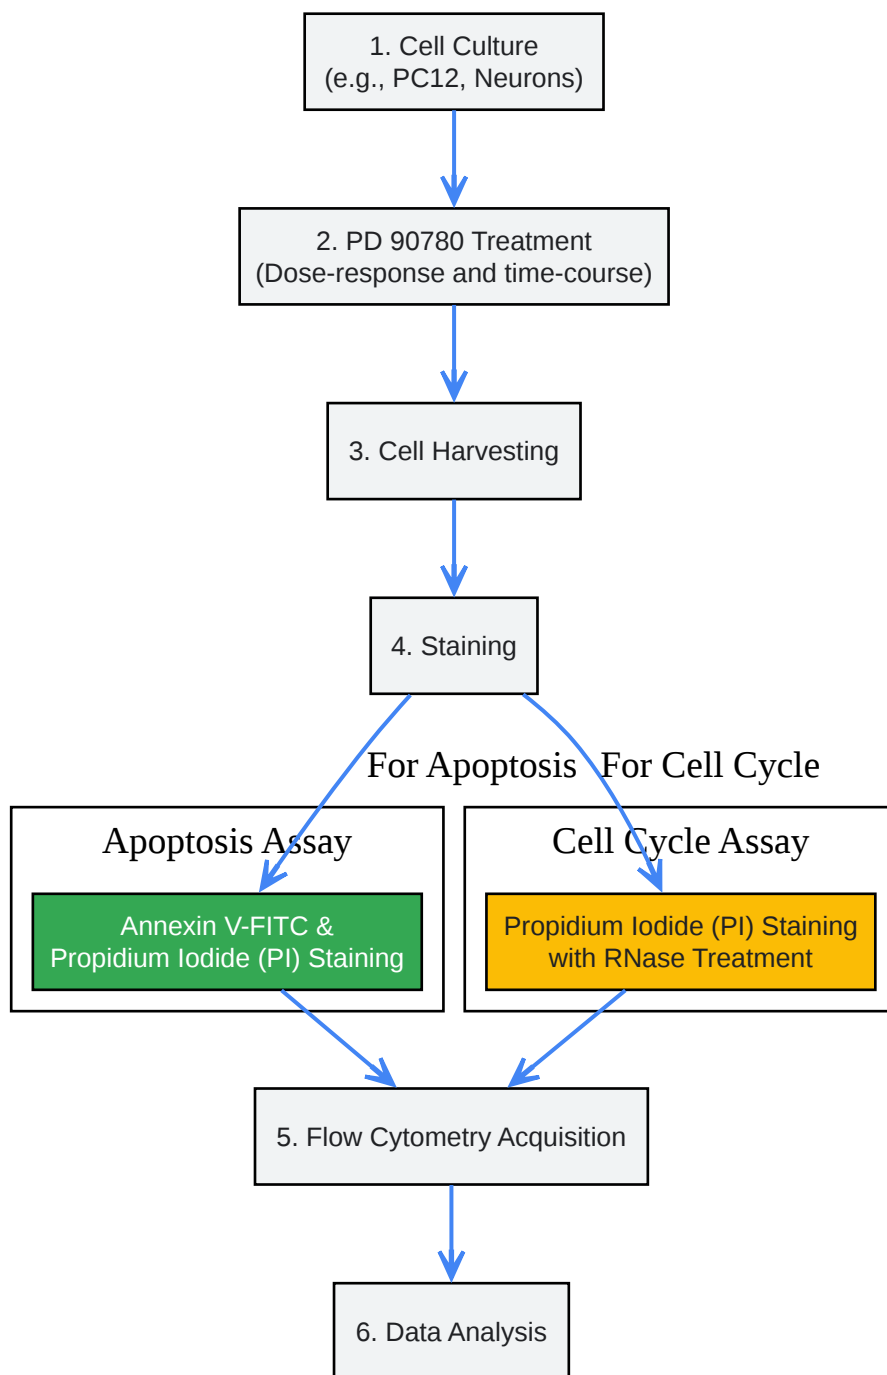 1. Cell Culture
(e.g., PC12, Neurons)
2. PD 90780 Treatment
(Dose-response and time-course)
3. Cell Harvesting
4. Staining
For Apoptosis
For Cell Cycle
Apoptosis Assay
Cell Cycle Assay
Annexin V-FITC &
Propidium Iodide (PI) Staining
Propidium Iodide (PI) Staining
with RNase Treatment
5. Flow Cytometry Acquisition
6. Data Analysis